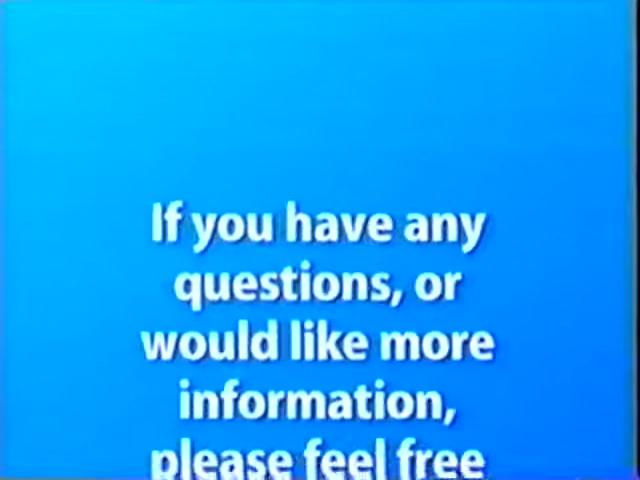 If you have any
questions, or
would like more
information,
please feel free